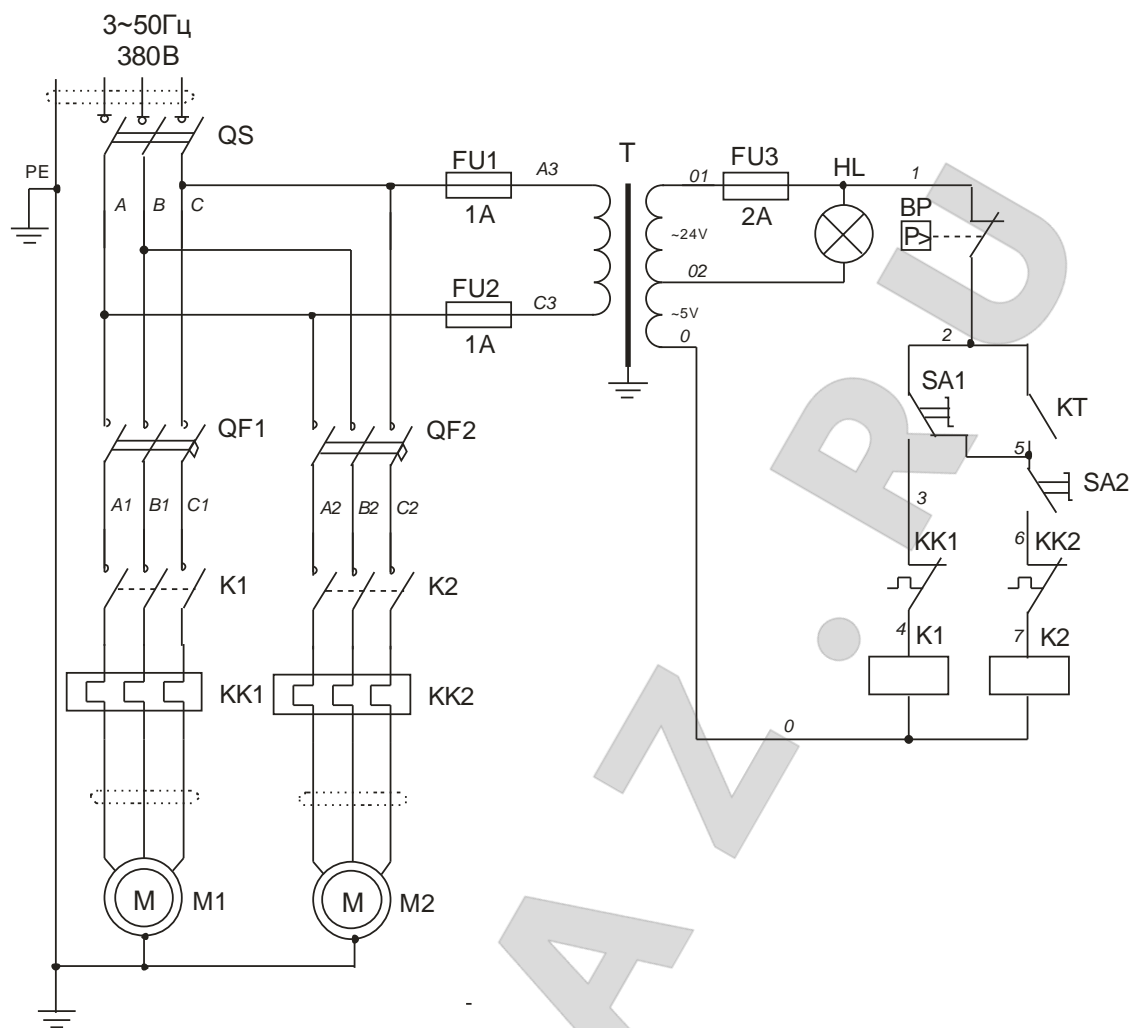 3~50Гц
380В
QS
PE
A
B
C
FU1
A3
1A
FU2
C3
1A
T
01
FU3
2A
HL
1
~24V
02
~5V
0
BP
P>
2
SA1
KT
5
SA2
3
6
KK1
KK2
4
K1
7
K2
0
QF1
QF2
A1
B1
C1
A2
B2
C2
K1
K2
KK1
KK2
M
M1
M
M2
-
AZ.RU